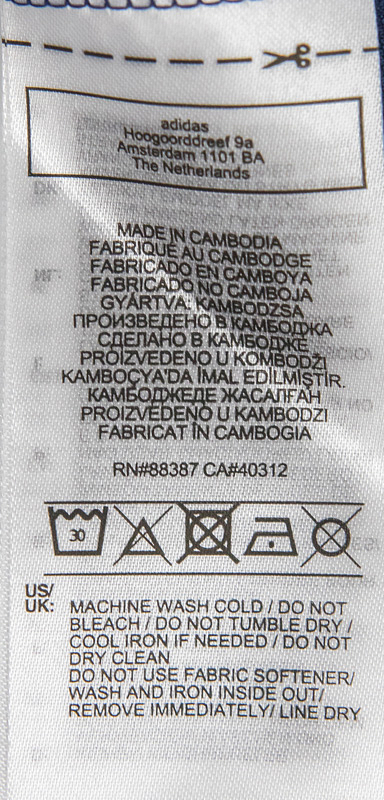 adidas
Hoogoorddreef 9a
Amsterdam 1101 BA
The Netherlands
MADE IN CAMBODIA
FABRIQUÉ AU CAMBODGE
FABRICADO EN CAMBOYA
FABRICADO NO CAMBOJA
GYÁRTVA: KAMBODZSA
ПРОИЗВЕДЕНО В КАМБОДЖА
СДЕЛАНО В КАМБОДЖЕ
PROIZVEDENO U KOMBODŽI
KAMBOÇYA'DA İMAL EDİLMİŞTİR.
КАМБОДЖЕДЕ ЖАСАЛҒАН
PROIZVEDENO U KAMBODZI
FABRICAT ÎN CAMBOGIA
RN#88387 CA#40312
30
US/
UK: MACHINE WASH COLD / DO NOT
BLEACH / DO NOT TUMBLE DRY /
COOL IRON IF NEEDED / DO NOT
DRY CLEAN
DO NOT USE FABRIC SOFTENER/
WASH AND IRON INSIDE OUT/
REMOVE IMMEDIATELY/ LINE DRY